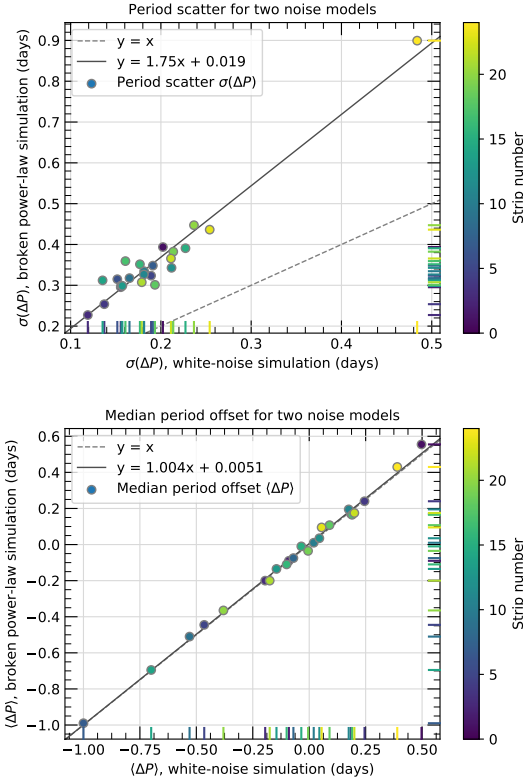 Period scatter for two noise models
y = x
y = 1.75x + 0.019
Period scatter σ(ΔP)
0.9
0.8
0.7
0.6
0.5
0.4
0.3
0.2
σ(ΔP), broken power-law simulation (days)
0.1
0.2
0.3
0.4
0.5
σ(ΔP), white-noise simulation (days)
20
15
10
5
0
Strip number
Median period offset for two noise models
y = x
y = 1.004x + 0.0051
Median period offset ⟨ΔP⟩
0.6
0.4
0.2
0.0
−0.2
−0.4
−0.6
−0.8
−1.0
⟨ΔP⟩, broken power-law simulation (days)
−1.00
−0.75
−0.50
−0.25
0.00
0.25
0.50
⟨ΔP⟩, white-noise simulation (days)
20
15
10
5
0
Strip number